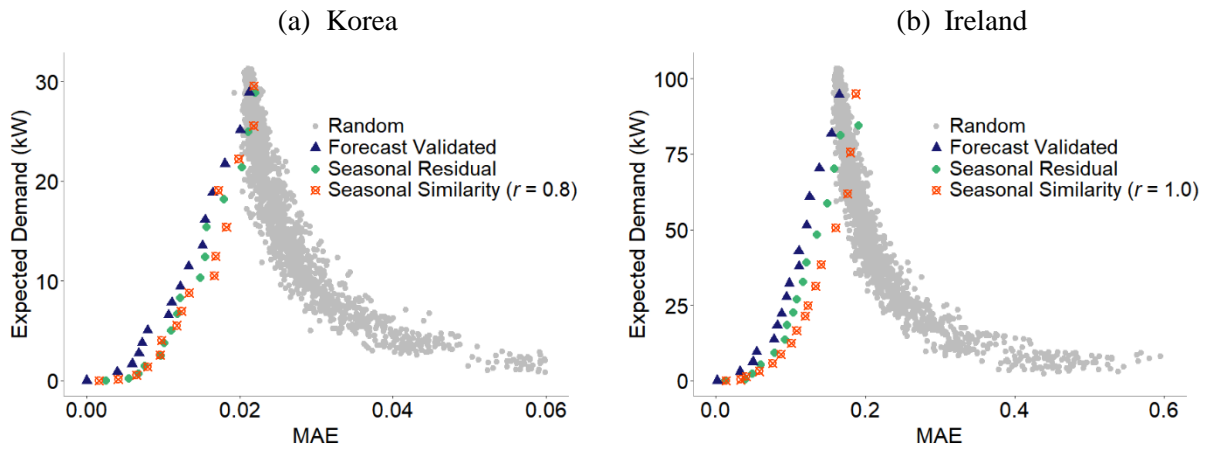 (a) Korea
Expected Demand (kW)
30
20
10
0
Random
Forecast Validated
Seasonal Residual
Seasonal Similarity (r = 0.8)
0.00 0.02 0.04 0.06
MAE
(b) Ireland
Expected Demand (kW)
100
75
50
25
0
Random
Forecast Validated
Seasonal Residual
Seasonal Similarity (r = 1.0)
0.0 0.2 0.4 0.6
MAE